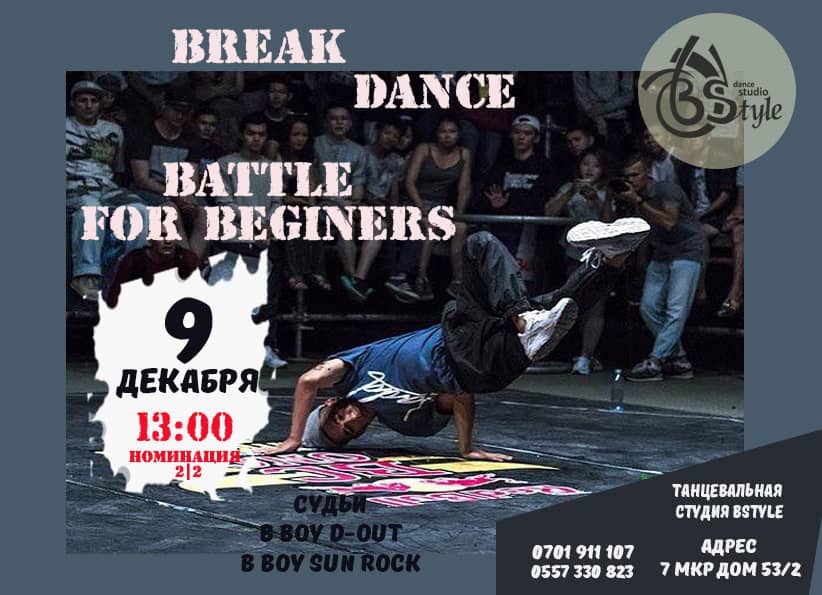 BREAK
DANCE
BATTLE
FOR BEGINERS
dance
studio
BStyle
9
ДЕКАБРЯ
13:00
НОМИНАЦИЯ
2|2
СУДЬИ
B BOY D-OUT
B BOY SUN ROCK
ТАНЦЕВАЛЬНАЯ
СТУДИЯ BSTYLE
АДРЕС
7 МКР ДОМ 53/2
0701 911 107
0557 330 823